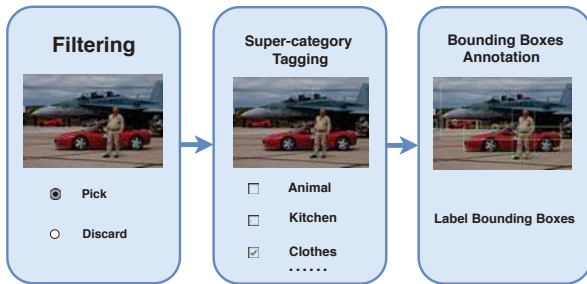 Filtering
Pick
Discard
Super-category
Tagging
Animal
Kitchen
Clothes
......
Bounding Boxes
Annotation
Label Bounding Boxes